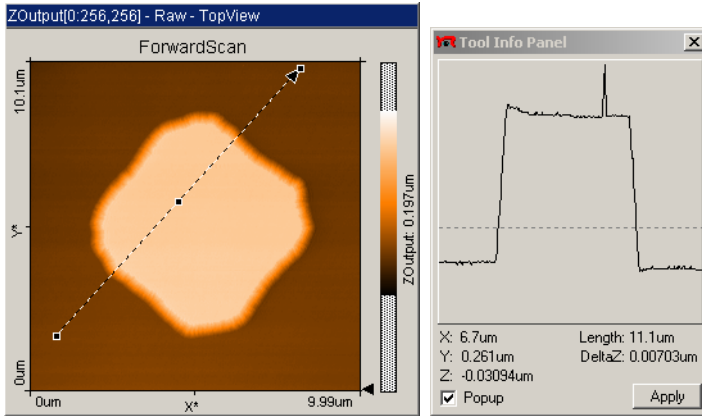 ZOutput[0:256,256] - Raw - TopView
ForwardScan
10.1um
Y*
0um
0um
X*
9.99um
ZOutput: 0.197um
Tool Info Panel
X: 6.7um Length: 11.1um
Y: 0.261um DeltaZ: 0.00703um
Z: -0.03094um
Popup Apply